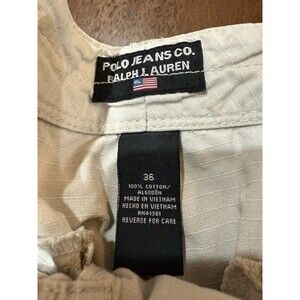 POLO JEANS CO.
RALPH LAUREN
RL
36
100% COTTON/
ALGODÓN
MADE IN VIETNAM
HECHO EN VIETNAM
RN41381
REVERSE FOR CARE